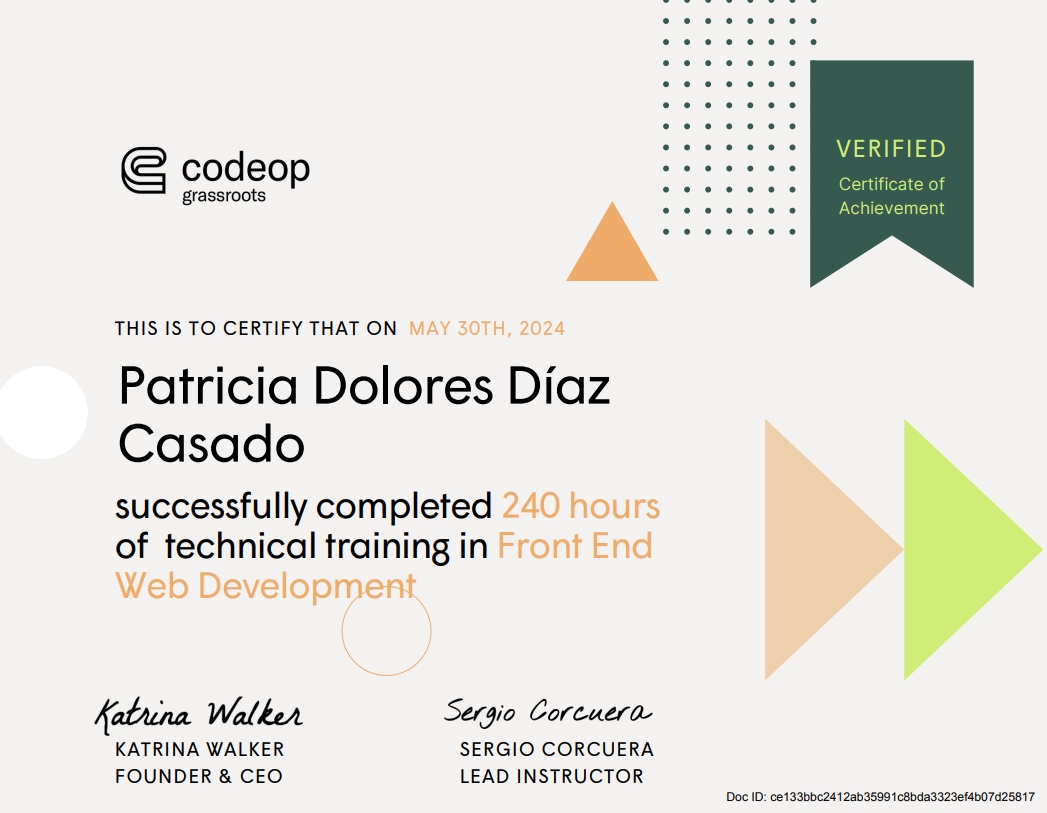 codeop
grassroots
VERIFIED
Certificate of
Achievement
THIS IS TO CERTIFY THAT ON MAY 30TH, 2024
Patricia Dolores Díaz
Casado
successfully completed 240 hours
of technical training in Front End
Web Development
Katrina Walker
KATRINA WALKER
FOUNDER & CEO
Sergio Corcuera
SERGIO CORCUERA
LEAD INSTRUCTOR
Doc ID: ce133bbc2412ab35991c8bda3323ef4b07d25817